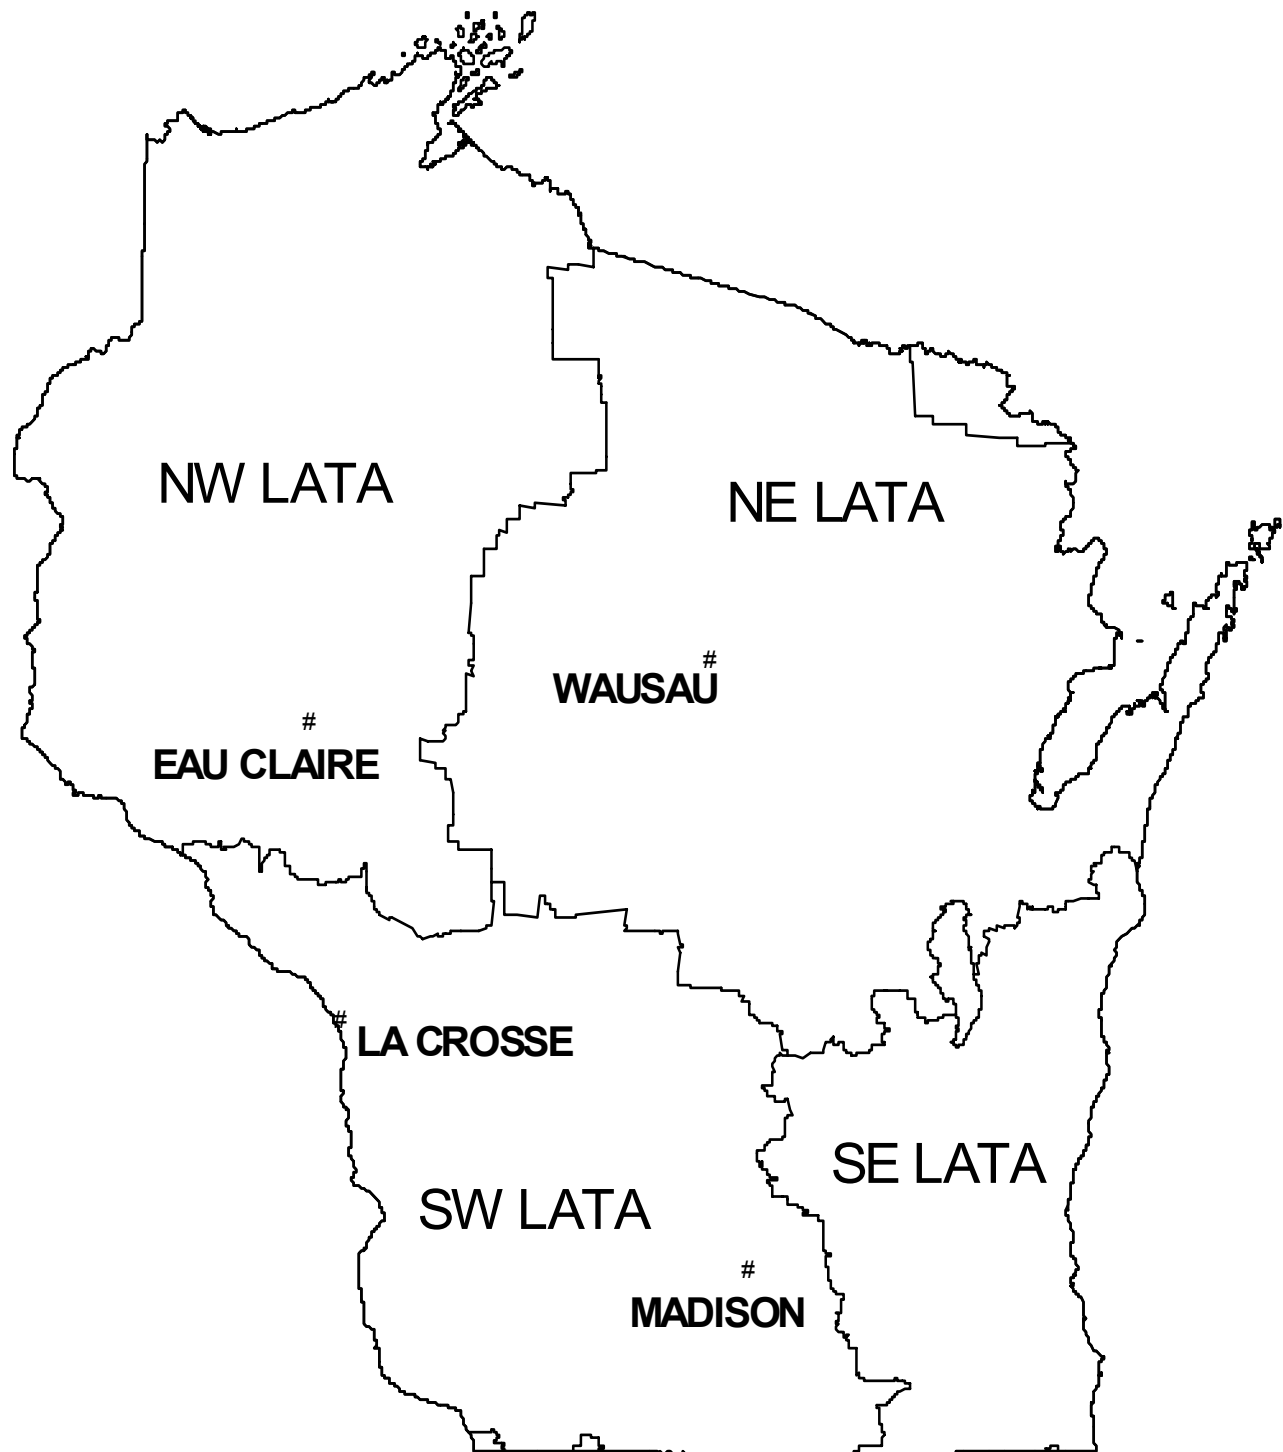 NW LATA
NE LATA
#
WAUSAU
#
EAU CLAIRE
#
LA CROSSE
SE LATA
SW LATA
#
MADISON